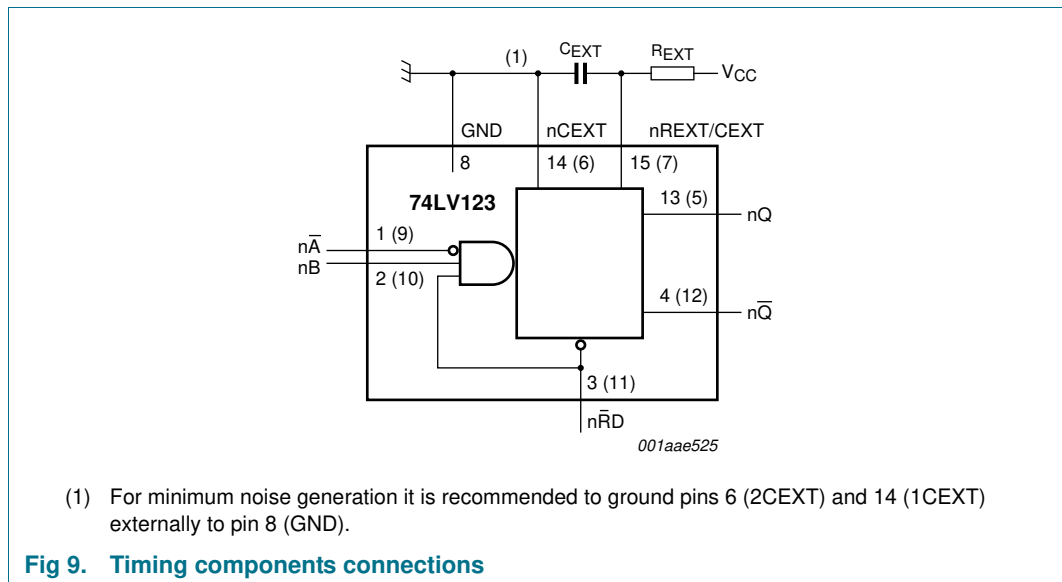 (1)
CEXT
REXT
VCC
GND
nCEXT
nREXT/CEXT
8
14 (6)
15 (7)
74LV123
13 (5)
nQ
1 (9)
nA̅
nB
2 (10)
4 (12)
nQ̅
3 (11)
nR̅D
001aae525
(1) For minimum noise generation it is recommended to ground pins 6 (2CEXT) and 14 (1CEXT)
externally to pin 8 (GND).
Fig 9. Timing components connections